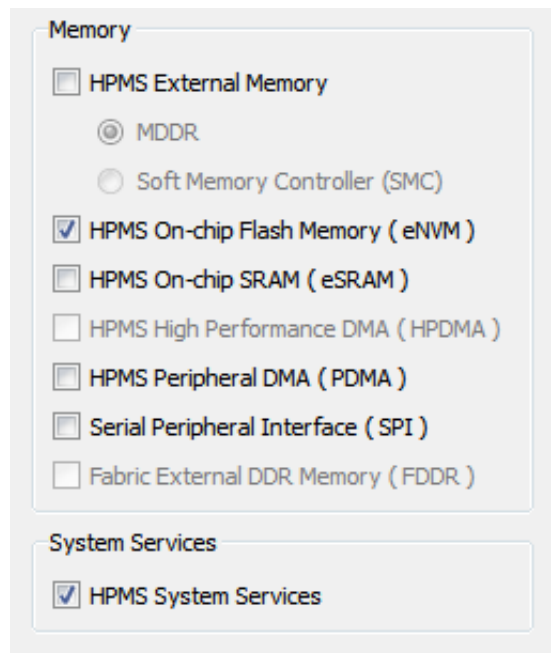 Memory
HPMS External Memory
MDDR
Soft Memory Controller (SMC)
HPMS On-chip Flash Memory ( eNVM )
HPMS On-chip SRAM ( eSRAM )
HPMS High Performance DMA ( HPDMA )
HPMS Peripheral DMA ( PDMA )
Serial Peripheral Interface ( SPI )
Fabric External DDR Memory ( FDDR )
System Services
HPMS System Services